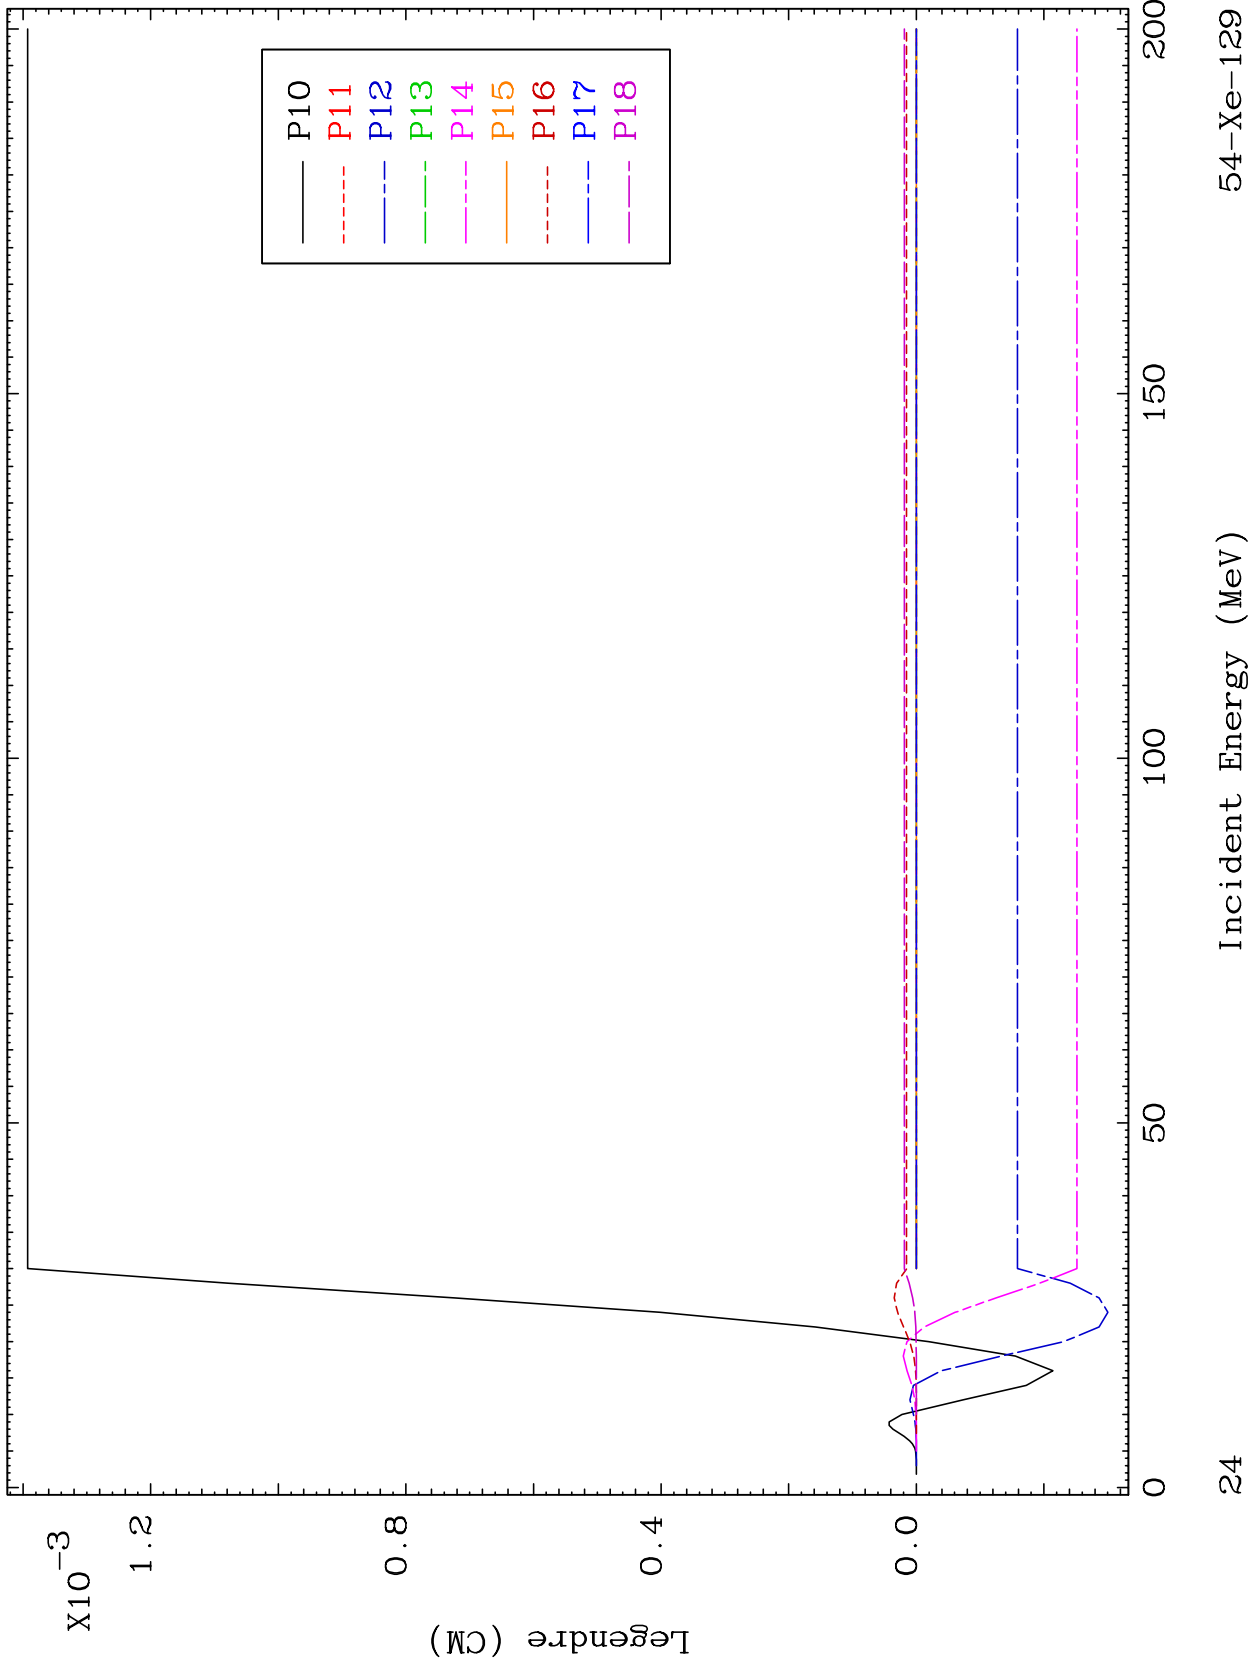 X10-3
1.2
0.8
0.4
0.0
Legendre (CM)
P10
P11
P12
P13
P14
P15
P16
P17
P18
0
50
100
150
200
24
Incident Energy (MeV)
54-Xe-129